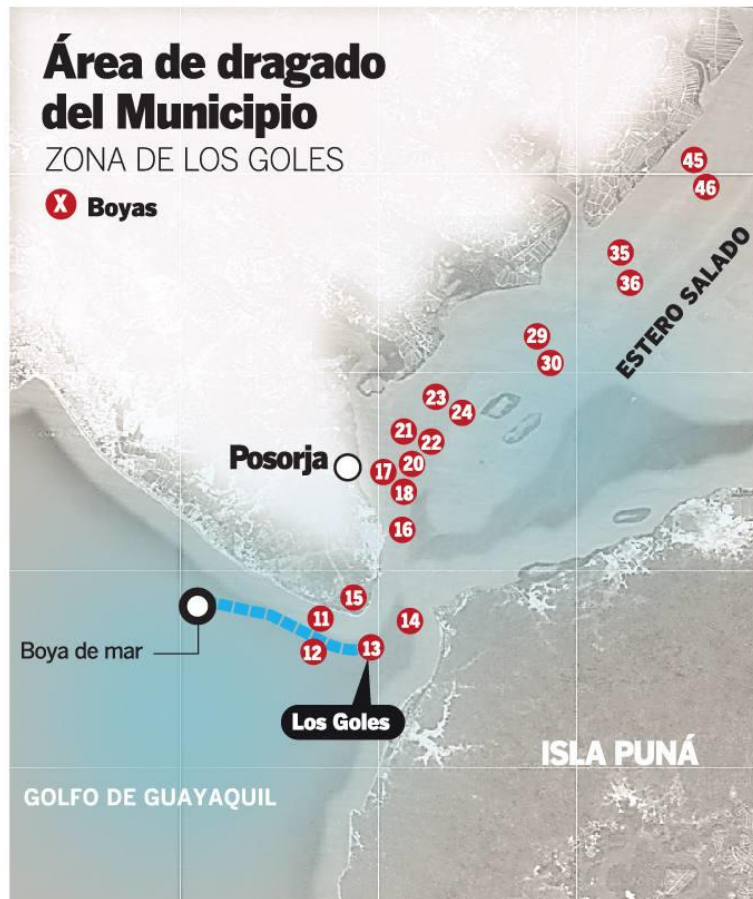 Área de dragado
del Municipio
ZONA DE LOS GOLES
X Boyas
45
46
35
36
ESTERO SALADO
29
30
23
24
21
22
Posorja
17
20
18
16
15
11
14
12
13
Boya de mar
Los Goles
ISLA PUNÁ
GOLFO DE GUAYAQUIL